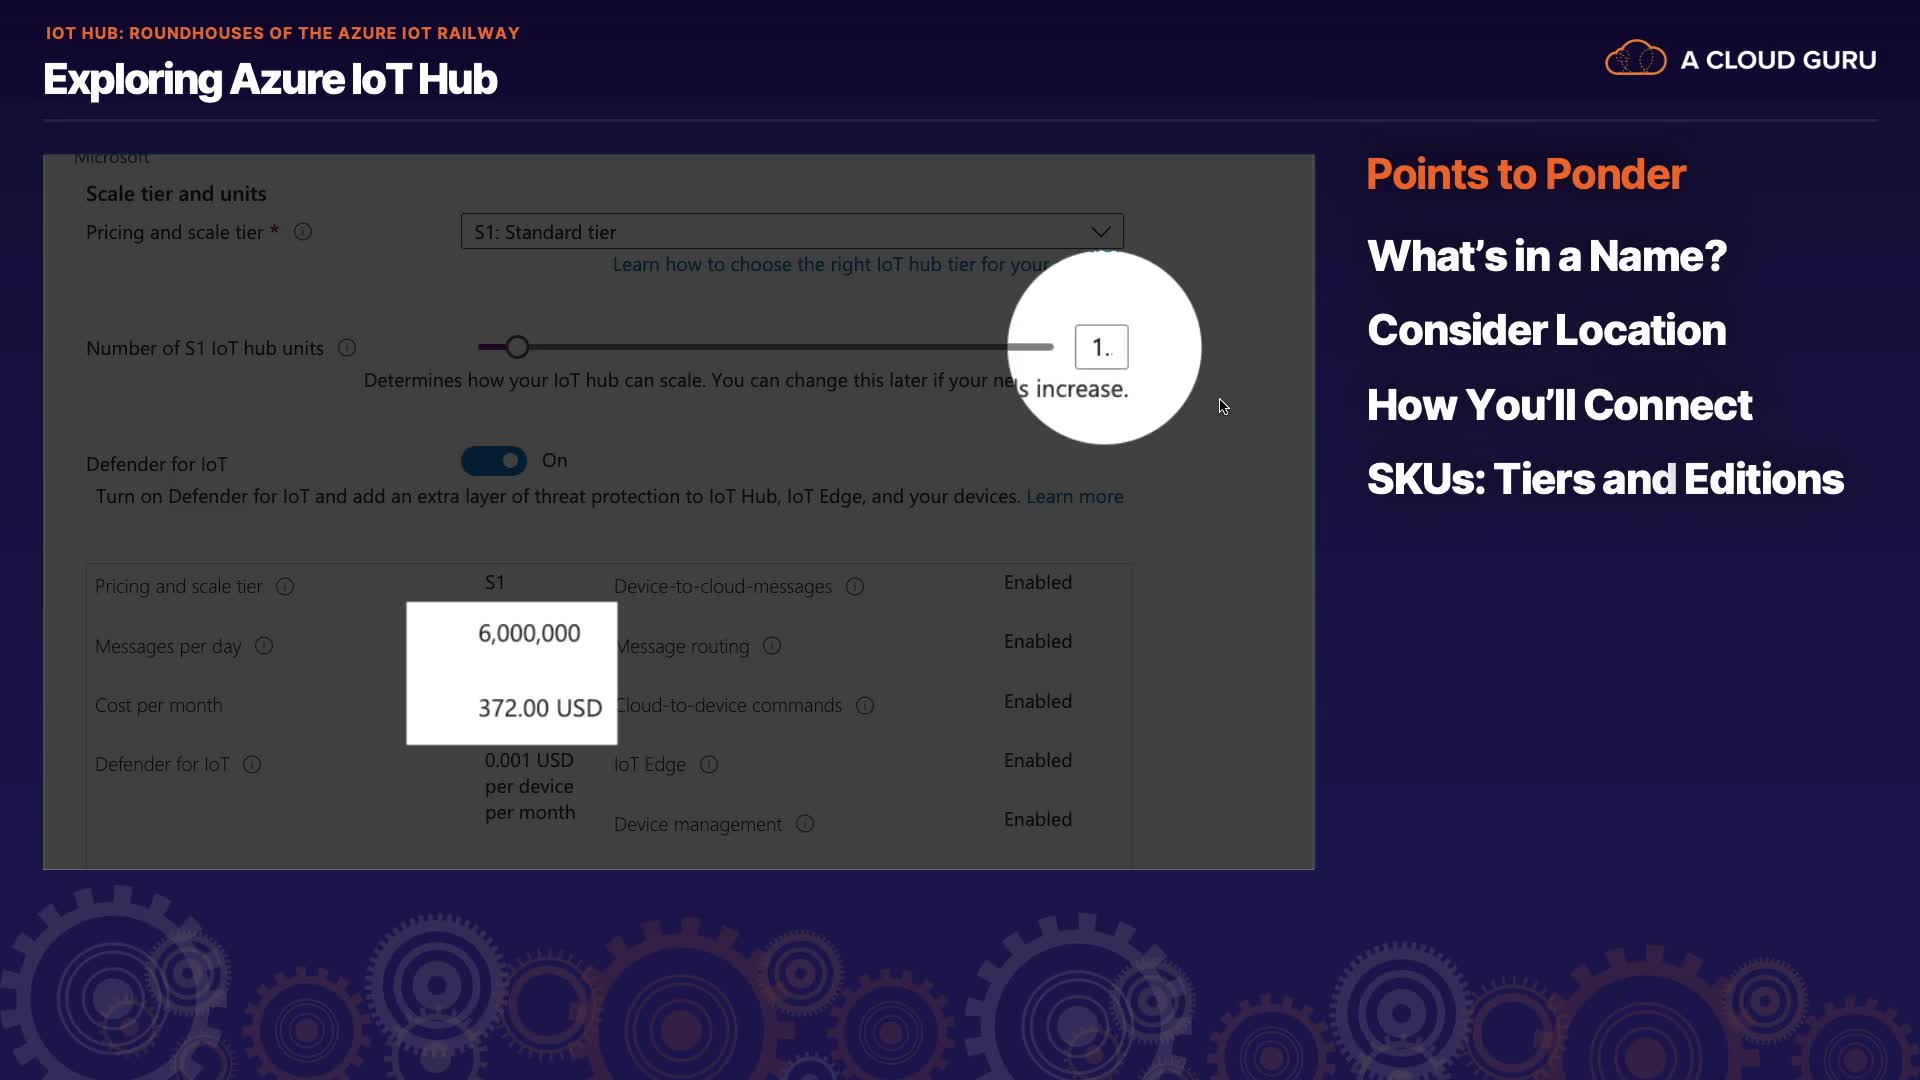 IOT HUB: ROUNDHOUSES OF THE AZURE IOT RAILWAY
Exploring Azure IoT Hub
A CLOUD GURU
Microsoft
Scale tier and units
Pricing and scale tier *
S1: Standard tier
Learn how to choose the right IoT hub tier for your
Number of S1 IoT hub units
1.
Determines how your IoT hub can scale. You can change this later if your ne s increase.
Defender for IoT
On
Turn on Defender for IoT and add an extra layer of threat protection to IoT Hub, IoT Edge, and your devices. Learn more
Pricing and scale tier S1
Device-to-cloud-messages Enabled
Messages per day 6,000,000
Message routing Enabled
Cost per month 372.00 USD
Cloud-to-device commands Enabled
Defender for IoT 0.001 USD
per device
per month
IoT Edge Enabled
Device management Enabled
Points to Ponder
What's in a Name?
Consider Location
How You'll Connect
SKUs: Tiers and Editions